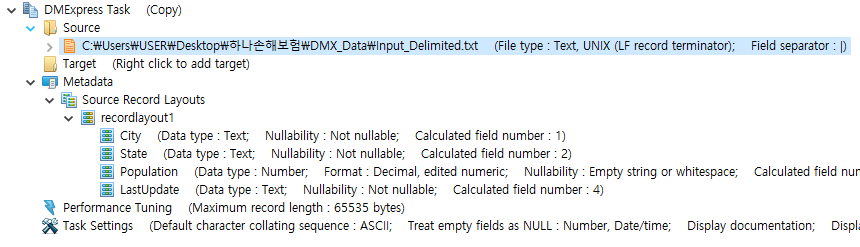 DMExpress Task (Copy)
Source
C:₩Users₩USER₩Desktop₩하나손해보험₩DMX_Data₩Input_Delimited.txt (File type : Text, UNIX (LF record terminator); Field separator : |)
Target (Right click to add target)
Metadata
Source Record Layouts
recordlayout1
City (Data type : Text; Nullability : Not nullable; Calculated field number : 1)
State (Data type : Text; Nullability : Not nullable; Calculated field number : 2)
Population (Data type : Number; Format : Decimal, edited numeric; Nullability : Empty string or whitespace; Calculated field
LastUpdate (Data type : Text; Nullability : Not nullable; Calculated field number : 4)
Performance Tuning (Maximum record length : 65535 bytes)
Task Settings (Default character collating sequence : ASCII; Treat empty fields as NULL : Number, Date/time; Display documentation;